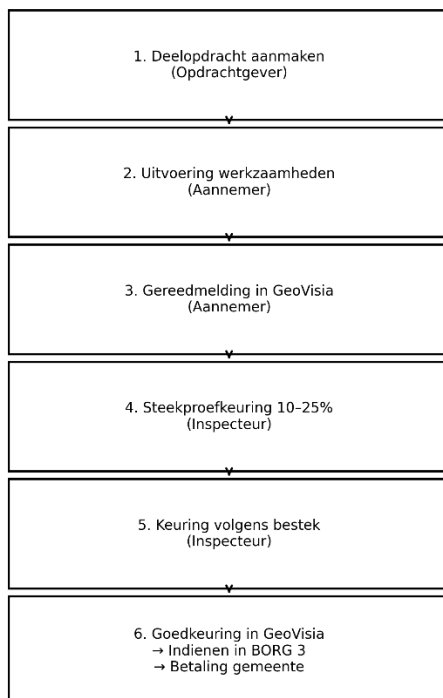 1. Deelopdracht aanmaken
(Opdrachtgever)
2. Uitvoering werkzaamheden
(Aannemer)
3. Gereedmelding in GeoVisia
(Aannemer)
4. Steekproefkeuring 10–25%
(Inspecteur)
5. Keuring volgens bestek
(Inspecteur)
6. Goedkeuring in GeoVisia
→ Indienen in BORG 3
→ Betaling gemeente